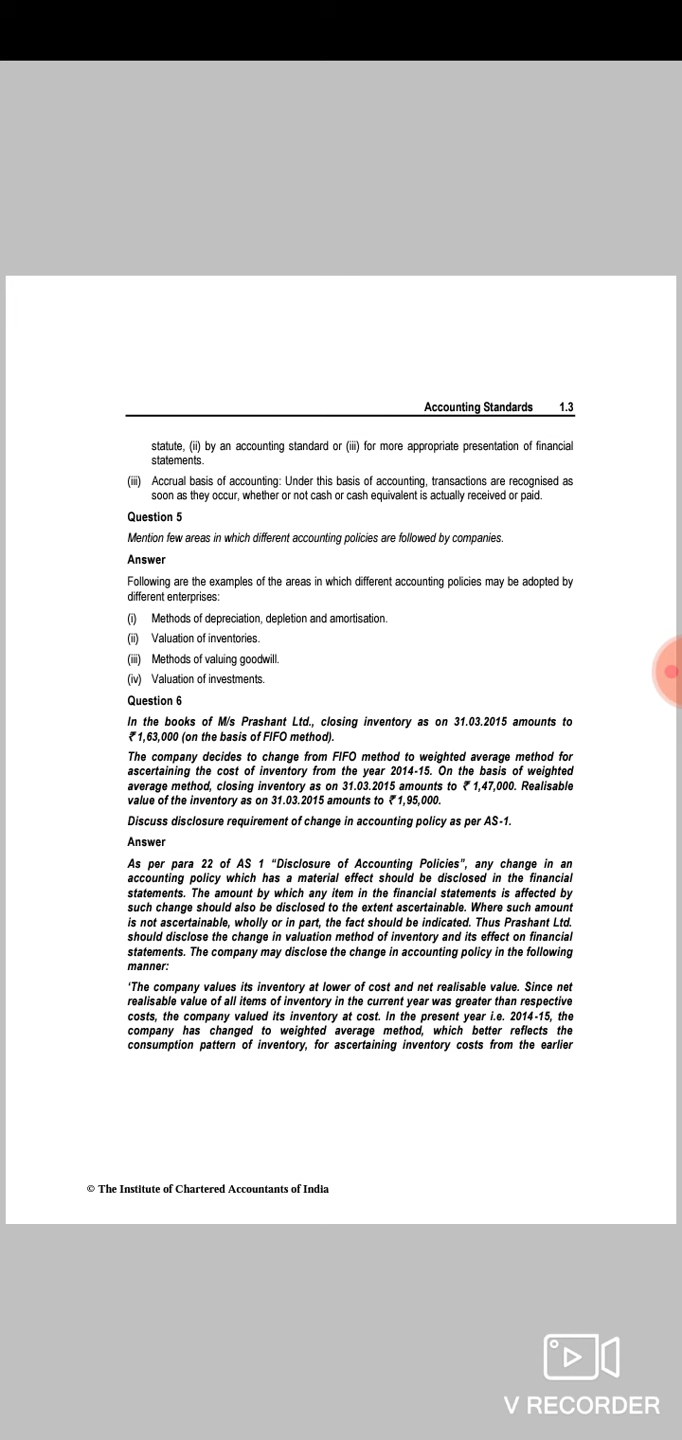 Accounting Standards 1.3
statute, (ii) by an accounting standard or (iii) for more appropriate presentation of financial
statements.
(iii) Accrual basis of accounting: Under this basis of accounting, transactions are recognised as
soon as they occur, whether or not cash or cash equivalent is actually received or paid.
Question 5
Mention few areas in which different accounting policies are followed by companies.
Answer
Following are the examples of the areas in which different accounting policies may be adopted by
different enterprises:
(i) Methods of depreciation, depletion and amortisation.
(ii) Valuation of inventories.
(iii) Methods of valuing goodwill.
(iv) Valuation of investments.
Question 6
In the books of M/s Prashant Ltd., closing inventory as on 31.03.2015 amounts to
₹ 1,63,000 (on the basis of FIFO method).
The company decides to change from FIFO method to weighted average method for
ascertaining the cost of inventory from the year 2014-15. On the basis of weighted
average method, closing inventory as on 31.03.2015 amounts to ₹ 1,47,000. Realisable
value of the inventory as on 31.03.2015 amounts to ₹ 1,95,000.
Discuss disclosure requirement of change in accounting policy as per AS-1.
Answer
As per para 22 of AS 1 “Disclosure of Accounting Policies”, any change in an
accounting policy which has a material effect should be disclosed in the financial
statements. The amount by which any item in the financial statements is affected by
such change should also be disclosed to the extent ascertainable. Where such amount
is not ascertainable, wholly or in part, the fact should be indicated. Thus Prashant Ltd.
should disclose the change in valuation method of inventory and its effect on financial
statements. The company may disclose the change in accounting policy in the following
manner:
‘The company values its inventory at lower of cost and net realisable value. Since net
realisable value of all items of inventory in the current year was greater than respective
costs, the company valued its inventory at cost. In the present year i.e. 2014-15, the
company has changed to weighted average method, which better reflects the
consumption pattern of inventory, for ascertaining inventory costs from the earlier
© The Institute of Chartered Accountants of India
V RECORDER